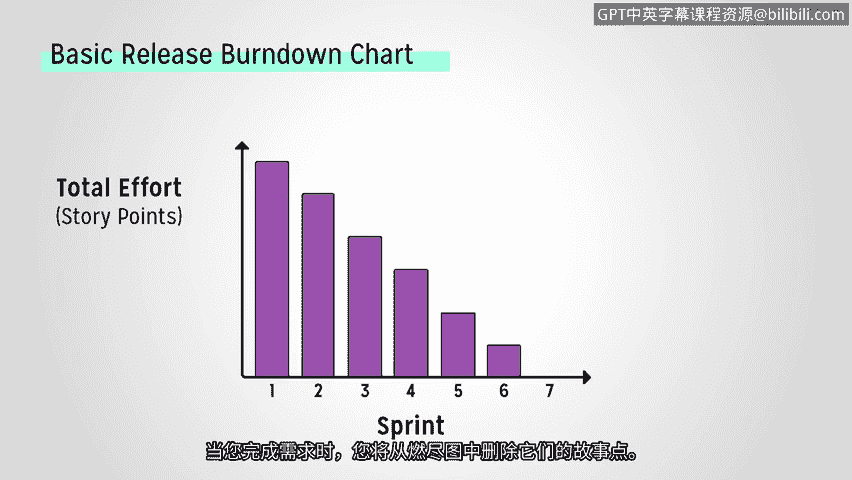 GPT中英字幕课程资源@bilibili.com
Basic Release Burndown Chart
Total Effort
(Story Points)
1 2 3 4 5 6 7
Sprint
当您完成需求时，您将从燃尽图中删除它们的故事点。